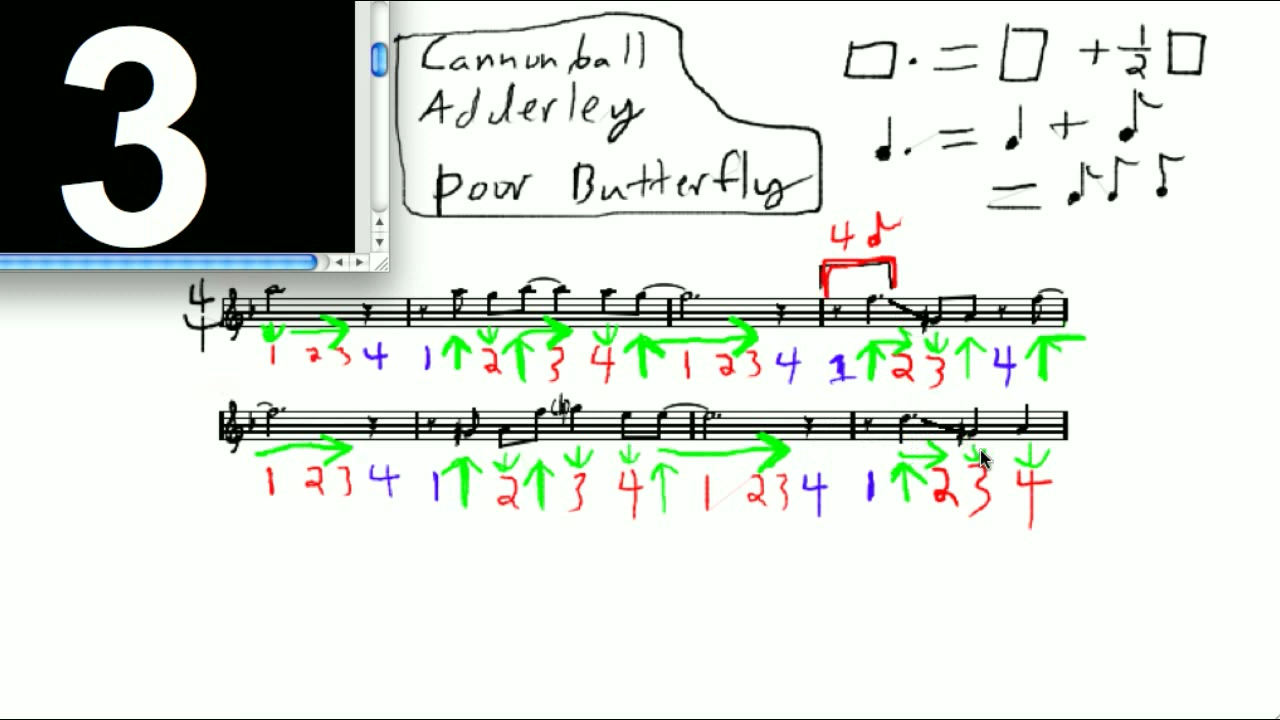 3
Cannunball
Adderley
Poor Butterfly
□. = □ + 1/2 □
♩. = ♩ + ♪
= ♪ ♪ ♪
4 ♪
4
1 2 3 4 1 ↑ 2 ↑ 3 4 ↑ 1 2 3 4 1 ↑ 2 3 ↑ 4 ↑
(b)
1 2 3 4 1 ↑ 2 ↑ 3 4 ↑ 1 2 3 4 1 ↑ 2 3 4